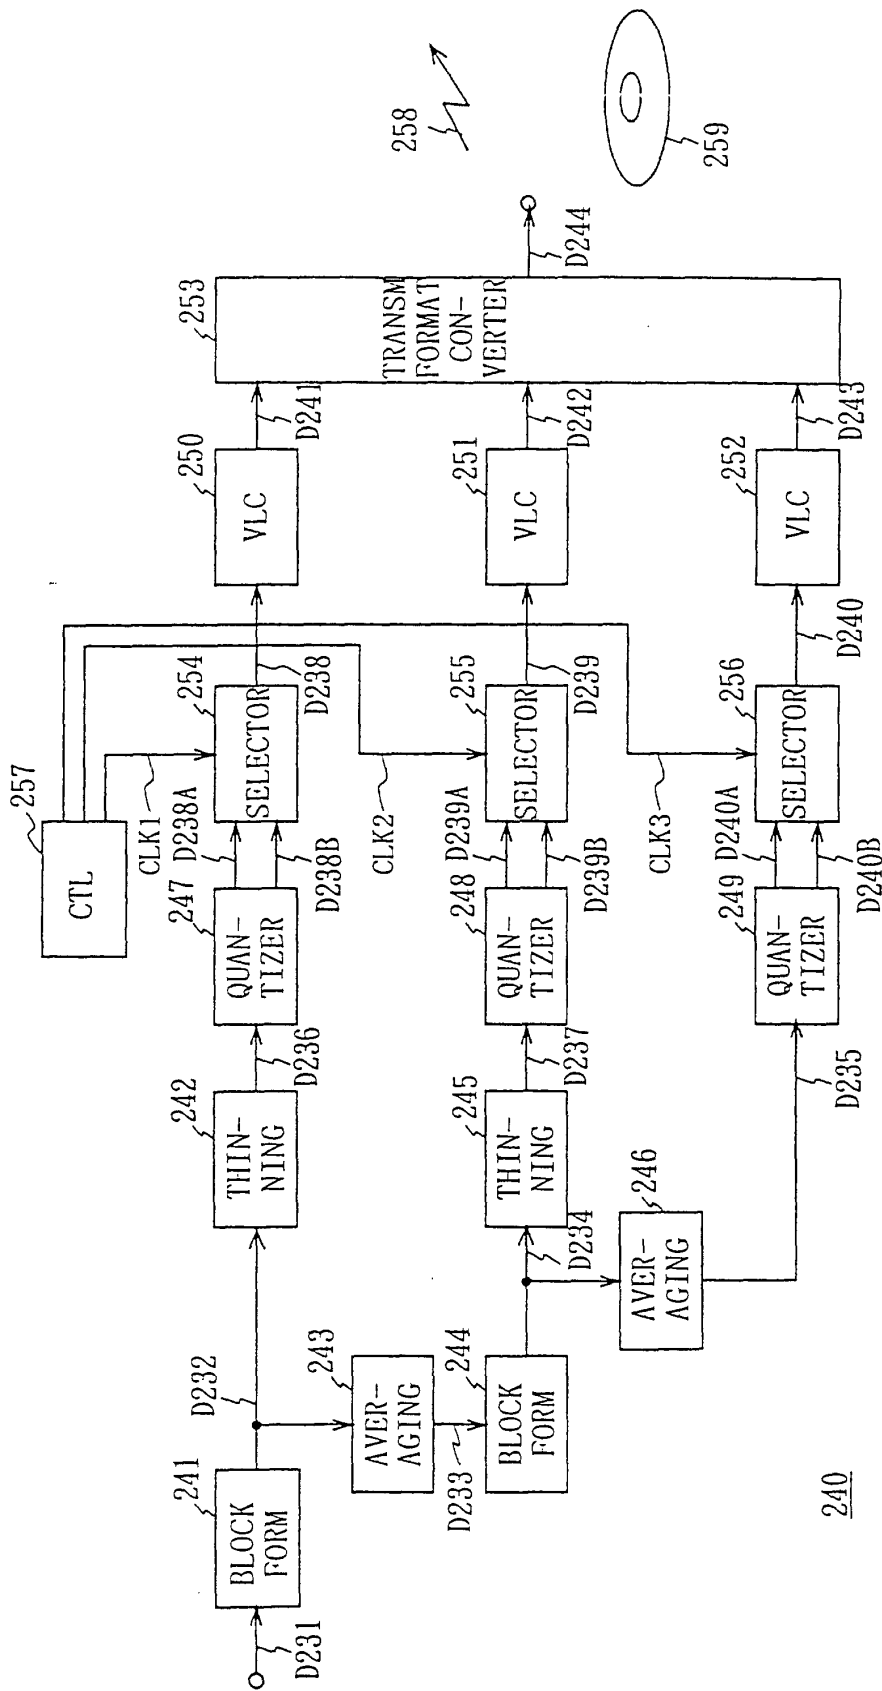 257
CTL
CLK1
CLK2
CLK3
D231
241
BLOCK
FORM
D232
242
THIN-
NING
D236
247
QUAN-
TIZER
D238A
D238B
254
SELECTOR
D238
250
VLC
D241
253
TRANSM
FORMAT
CON-
VERTER
D244
258
259
243
AVER-
AGING
D233
244
BLOCK
FORM
D234
245
THIN-
NING
D237
248
QUAN-
TIZER
D239A
D239B
255
SELECTOR
D239
251
VLC
D242
246
AVER-
AGING
D235
249
QUAN-
TIZER
D240A
D240B
256
SELECTOR
D240
252
VLC
D243
240